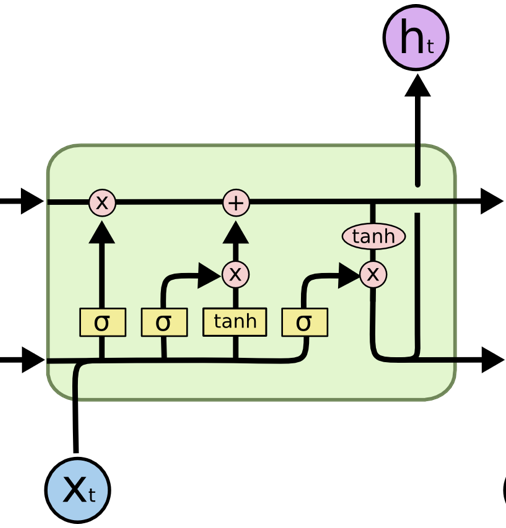 ht
x +
tanh
x x
σ σ tanh σ
xt